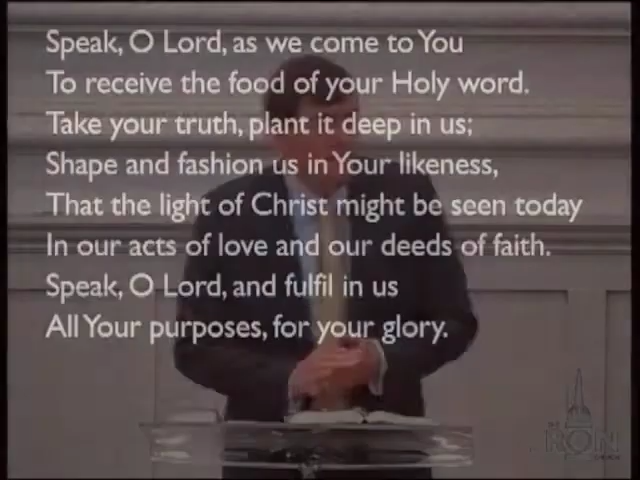 Speak, O Lord, as we come to You
To receive the food of your Holy word.
Take your truth, plant it deep in us;
Shape and fashion us in Your likeness,
That the light of Christ might be seen today
In our acts of love and our deeds of faith.
Speak, O Lord, and fulfil in us
All Your purposes, for your glory.
THE
TRON
CHURCH